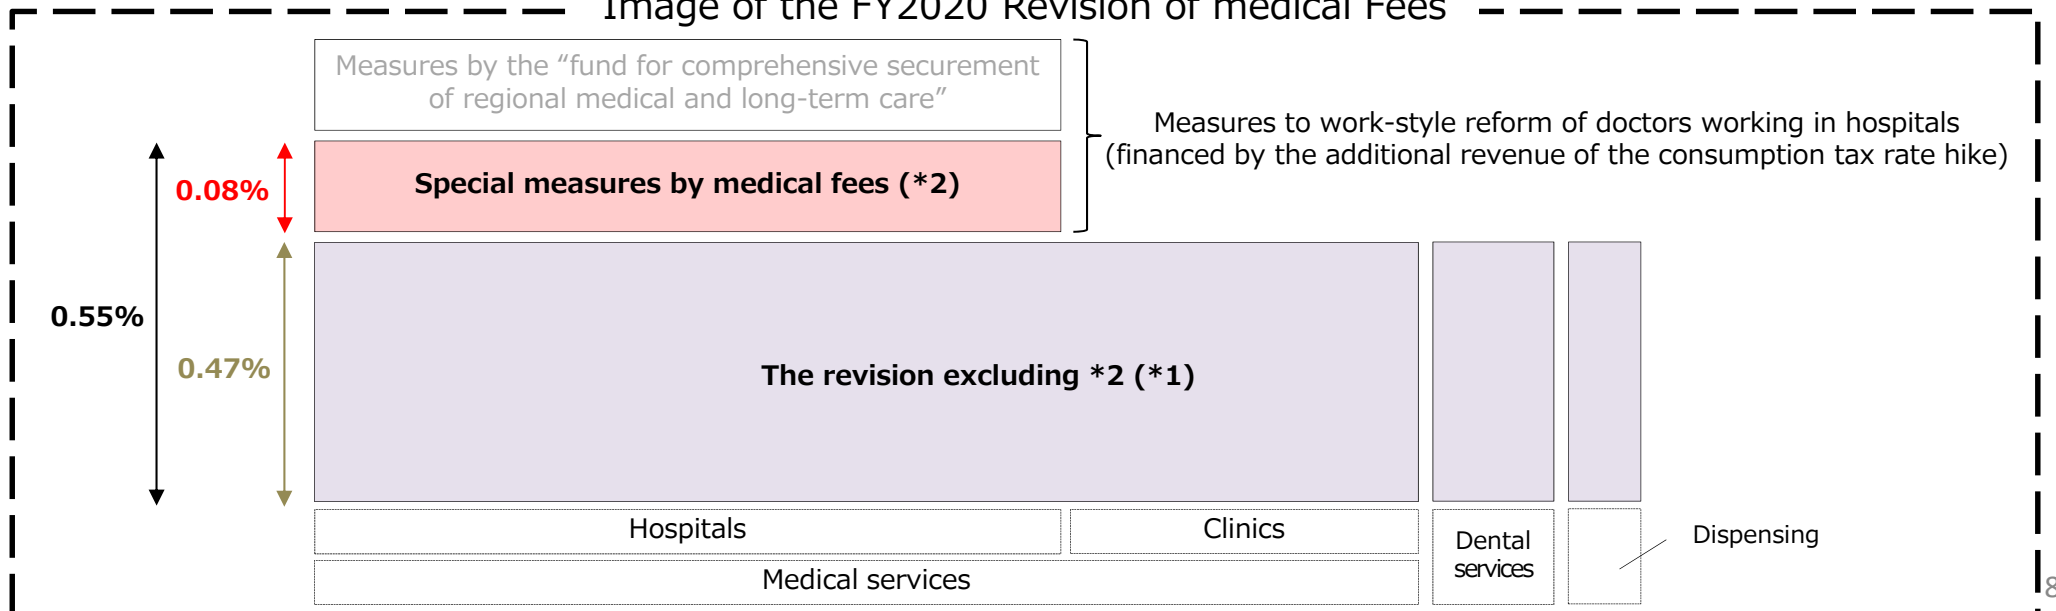 Image of the FY2020 Revision of medical Fees
Measures by the “fund for comprehensive securement
of regional medical and long-term care”
Measures to work-style reform of doctors working in hospitals
(financed by the additional revenue of the consumption tax rate hike)
0.08%
Special measures by medical fees (*2)
0.55%
0.47%
The revision excluding *2 (*1)
Hospitals
Clinics
Dental
services
Dispensing
Medical services
8